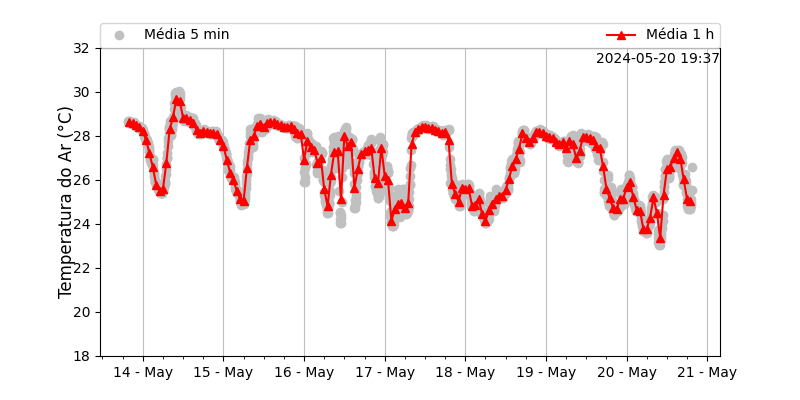 Média 5 min
Média 1 h
2024-05-20 19:37
Temperatura do Ar (°C)
32
30
28
26
24
22
20
18
14 - May
15 - May
16 - May
17 - May
18 - May
19 - May
20 - May
21 - May